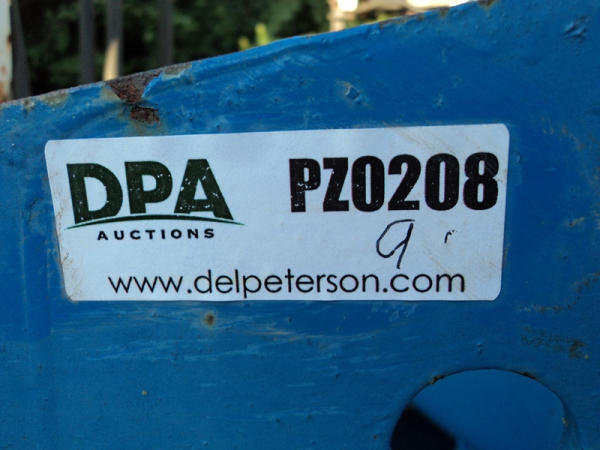 DPA
AUCTIONS
PZ0208
9'
www.delpeterson.com